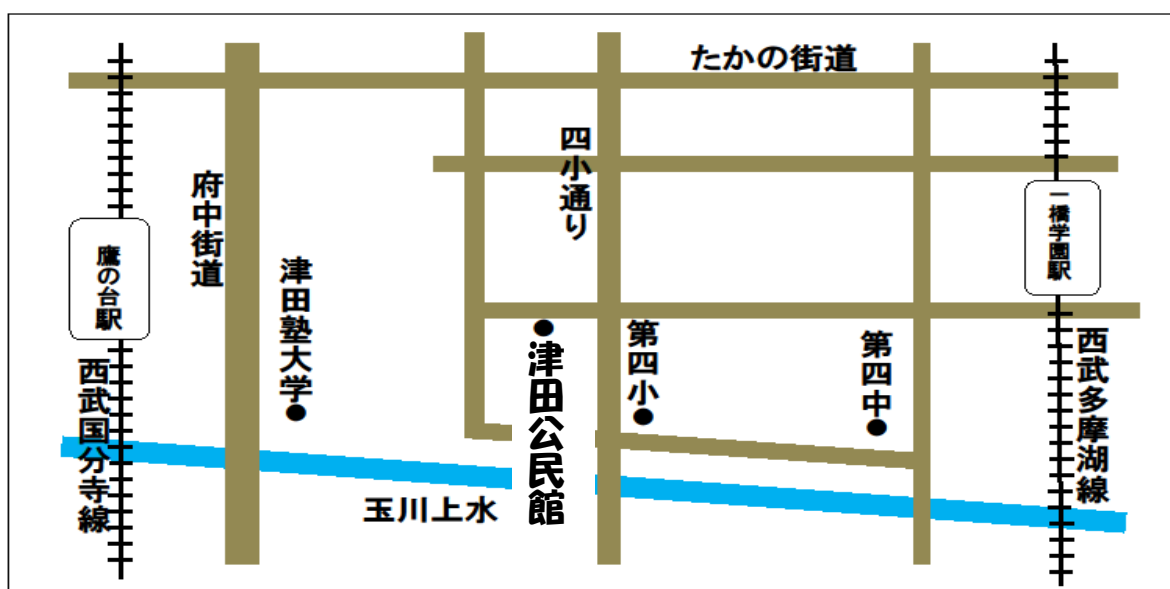 たかの街道
四小通り
府中街道
一橋学園駅
鷹の台駅
津田塾大学
津田公民館
第四小
第四中
西武多摩湖線
西武国分寺線
玉川上水